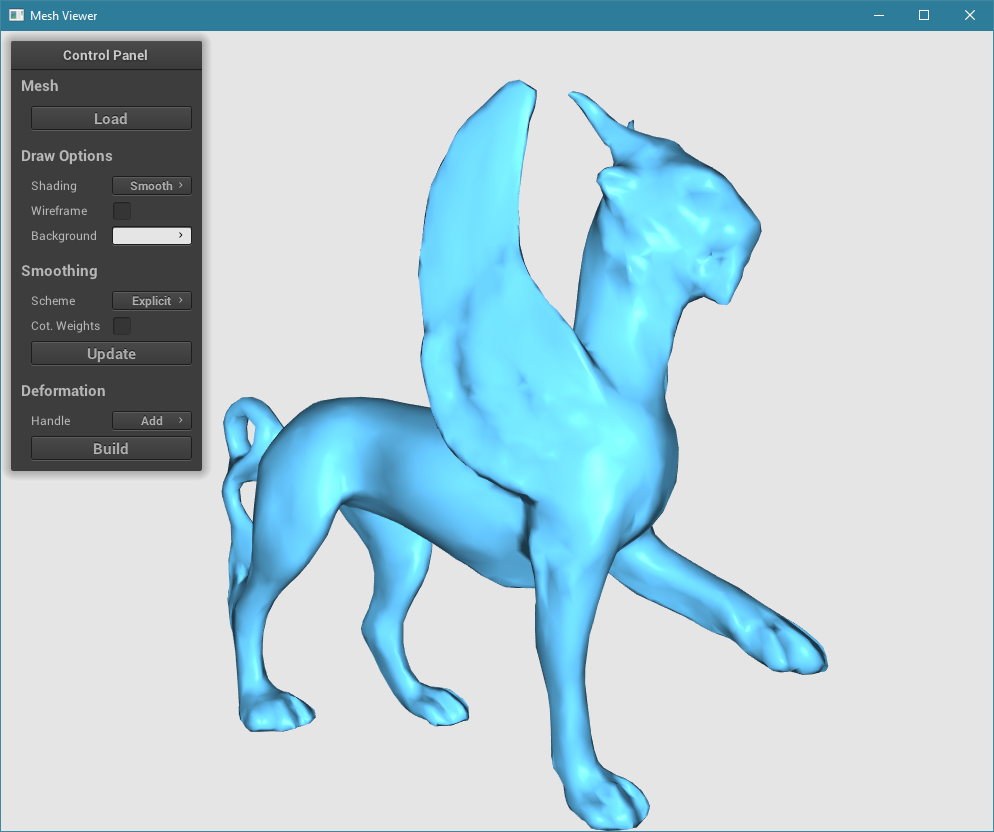 Mesh Viewer
Control Panel
Mesh
Load
Draw Options
Shading Smooth
Wireframe
Background
Smoothing
Scheme Explicit
Cot. Weights
Update
Deformation
Handle Add
Build